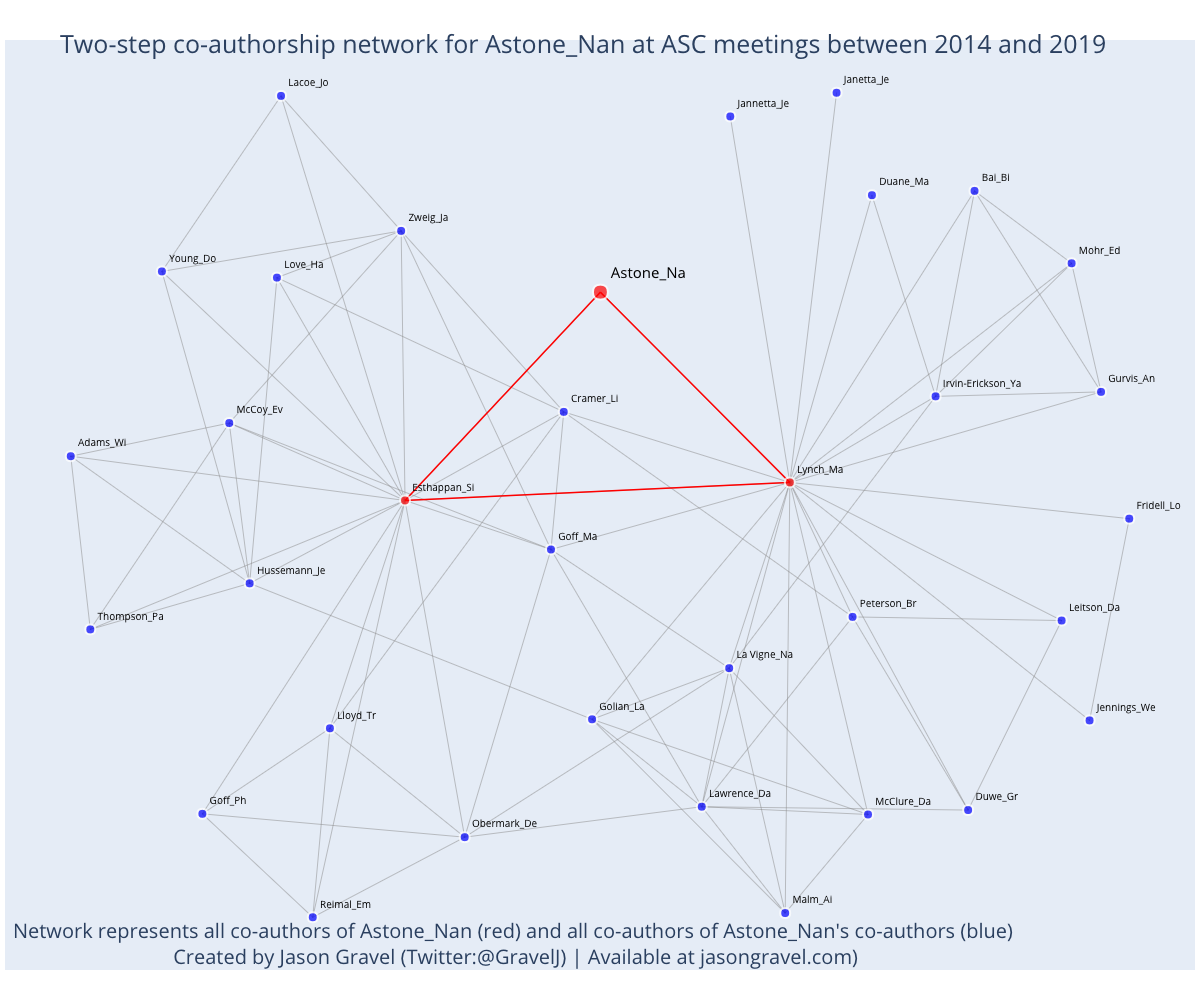 Two-step co-authorship network for Astone_Nan at ASC meetings between 2014 and 2019
Lacoe_Jo
Janetta_Je
Jannetta_Je
Duane_Ma
Bai_Bi
Zweig_Ja
Mohr_Ed
Young_Do
Love_Ha
Astone_Na
Gurvis_An
Irvin-Erickson_Ya
Cramer_Li
McCoy_Ev
Adams_Wi
Lynch_Ma
Esthappan_Si
Fridell_Lo
Goff_Ma
Hussemann_Je
Peterson_Br
Leitson_Da
Thompson_Pa
La Vigne_Na
Golian_La
Jennings_We
Lloyd_Tr
Lawrence_Da
Duwe_Gr
McClure_Da
Goff_Ph
Obermark_De
Malm_Ai
Reimal_Em
Network represents all co-authors of Astone_Nan (red) and all co-authors of Astone_Nan's co-authors (blue)
Created by Jason Gravel (Twitter:@GravelJ) | Available at jasongravel.com)